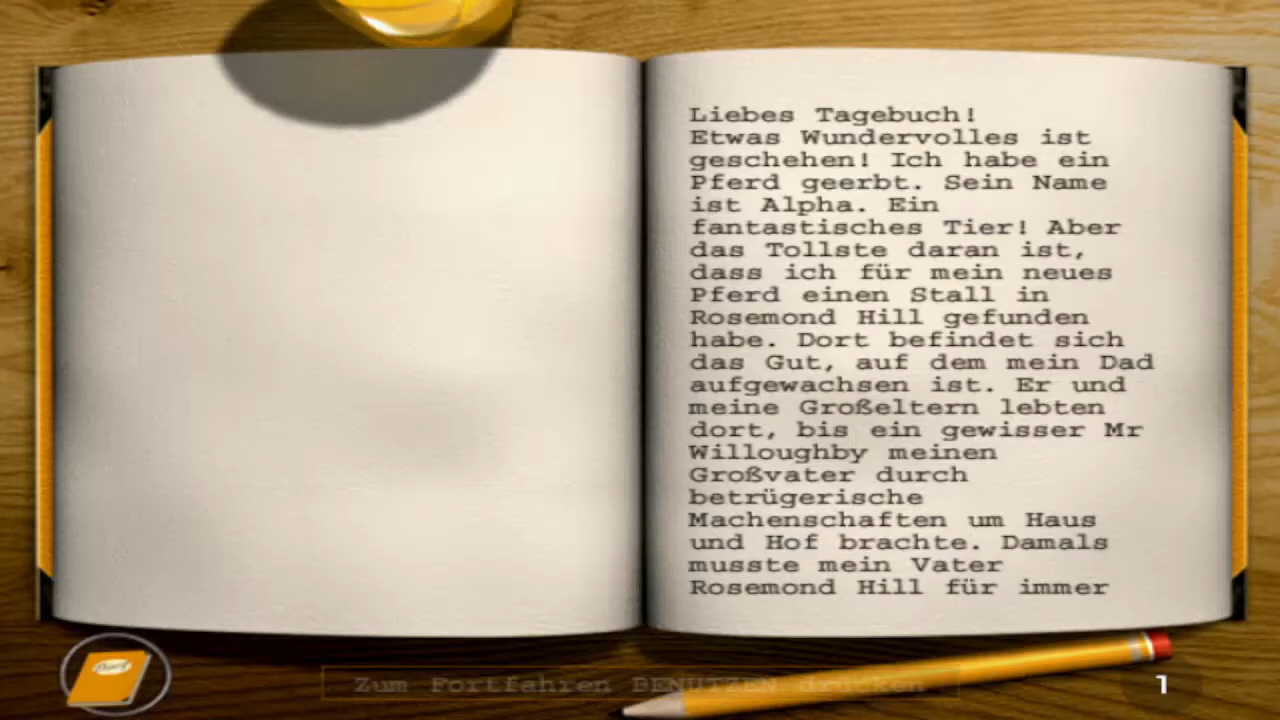 Liebes Tagebuch!
Etwas Wundervolles ist
geschehen! Ich habe ein
Pferd geerbt. Sein Name
ist Alpha. Ein
fantastisches Tier! Aber
das Tollste daran ist,
dass ich für mein neues
Pferd einen Stall in
Rosemond Hill gefunden
habe. Dort befindet sich
das Gut, auf dem mein Dad
aufgewachsen ist. Er und
meine Großeltern lebten
dort, bis ein gewisser Mr
Willoughby meinen
Großvater durch
betrügerische
Machenschaften um Haus
und Hof brachte. Damals
musste mein Vater
Rosemond Hill für immer
Zum Fortfahren BENUTZEN drücken
1